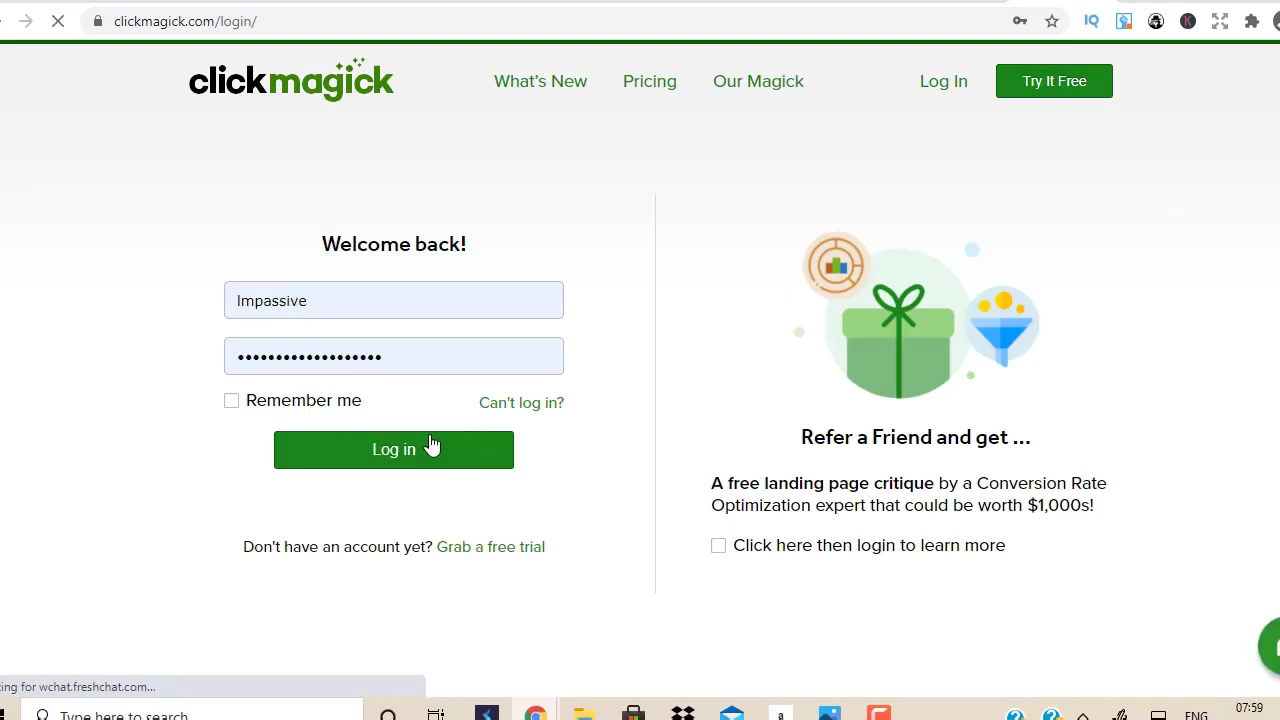 clickmagick.com/login/
IQ
K
clickmagick
What's New
Pricing
Our Magick
Log In
Try It Free
Welcome back!
Impassive
•••••••••••••••••••
Remember me
Can't log in?
Log in
Don't have an account yet? Grab a free trial
Refer a Friend and get ...
A free landing page critique by a Conversion Rate
Optimization expert that could be worth $1,000s!
Click here then login to learn more
ing for wchat.freshchat.com...
Type here to search
a
ENG
07:59